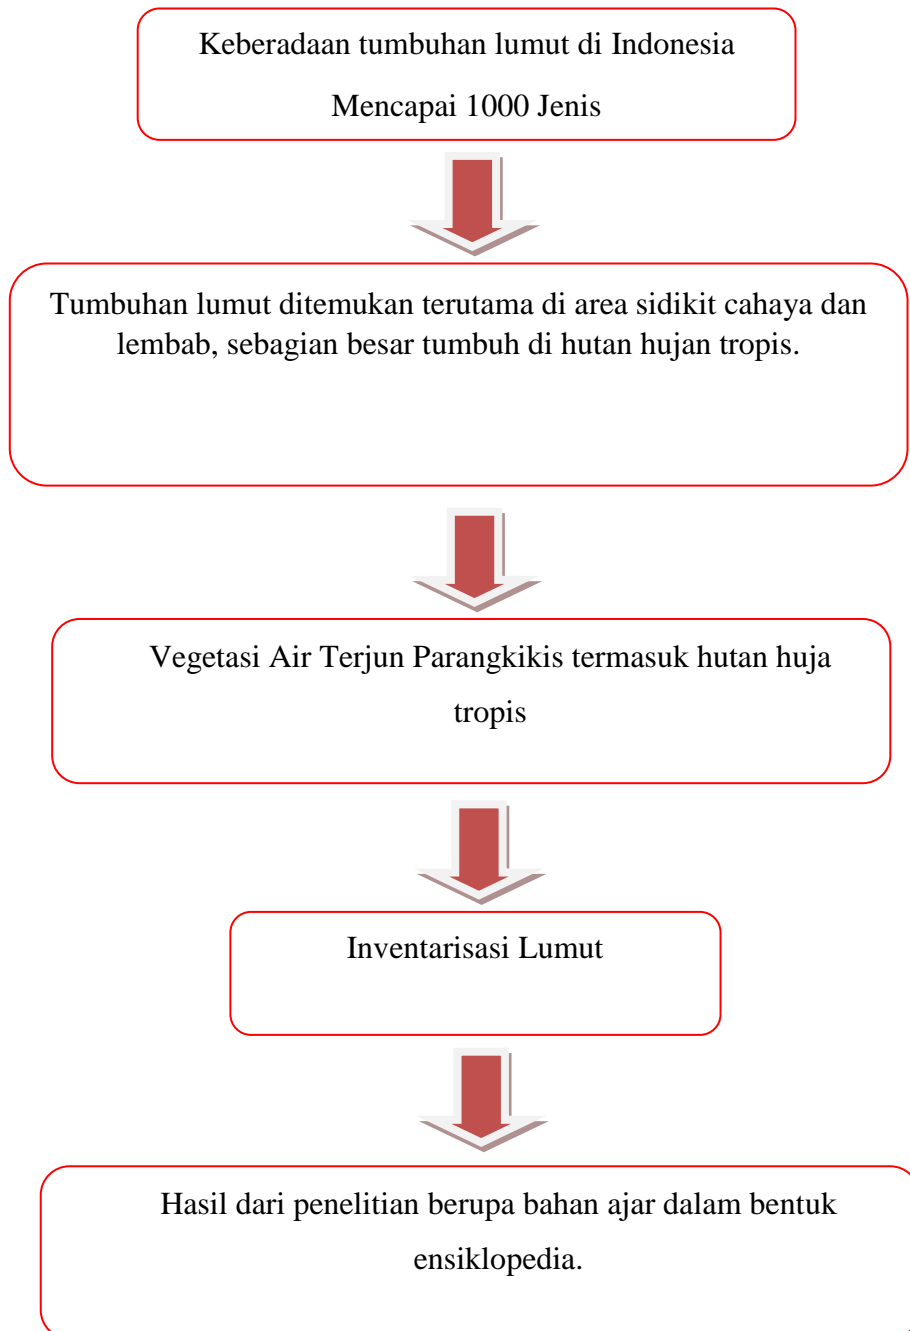 Keberadaan tumbuhan lumut di Indonesia
Mencapai 1000 Jenis
Tumbuhan lumut ditemukan terutama di area sidikit cahaya dan
lembab, sebagian besar tumbuh di hutan hujan tropis.
Vegetasi Air Terjun Parangkikis termasuk hutan huja
tropis
Inventarisasi Lumut
Hasil dari penelitian berupa bahan ajar dalam bentuk
ensiklopedia.